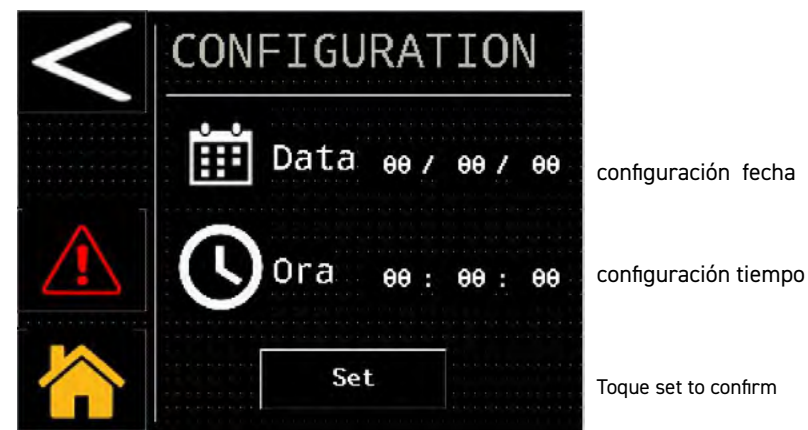 CONFIGURATION
Data 00 / 00 / 00 configuración fecha
Ora 00 : 00 : 00 configuración tiempo
Set Toque set to confirm